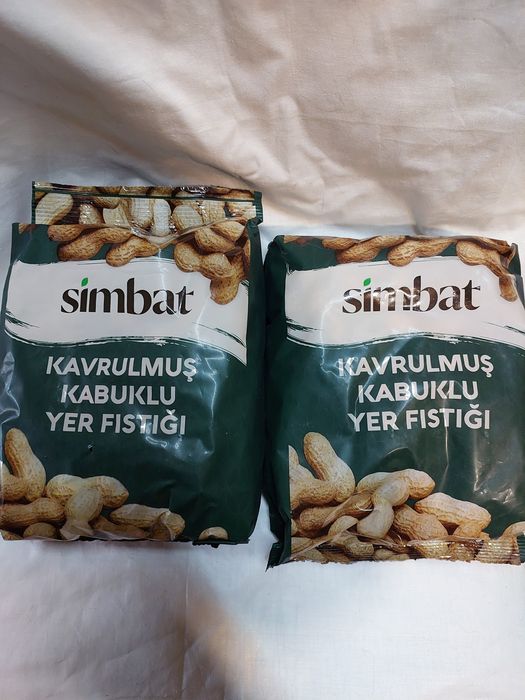 simbat
KAVRULMUŞ
KABUKLU
YER FISTIĞI
simbat
KAVRULMUŞ
KABUKLU
YER FISTIĞI